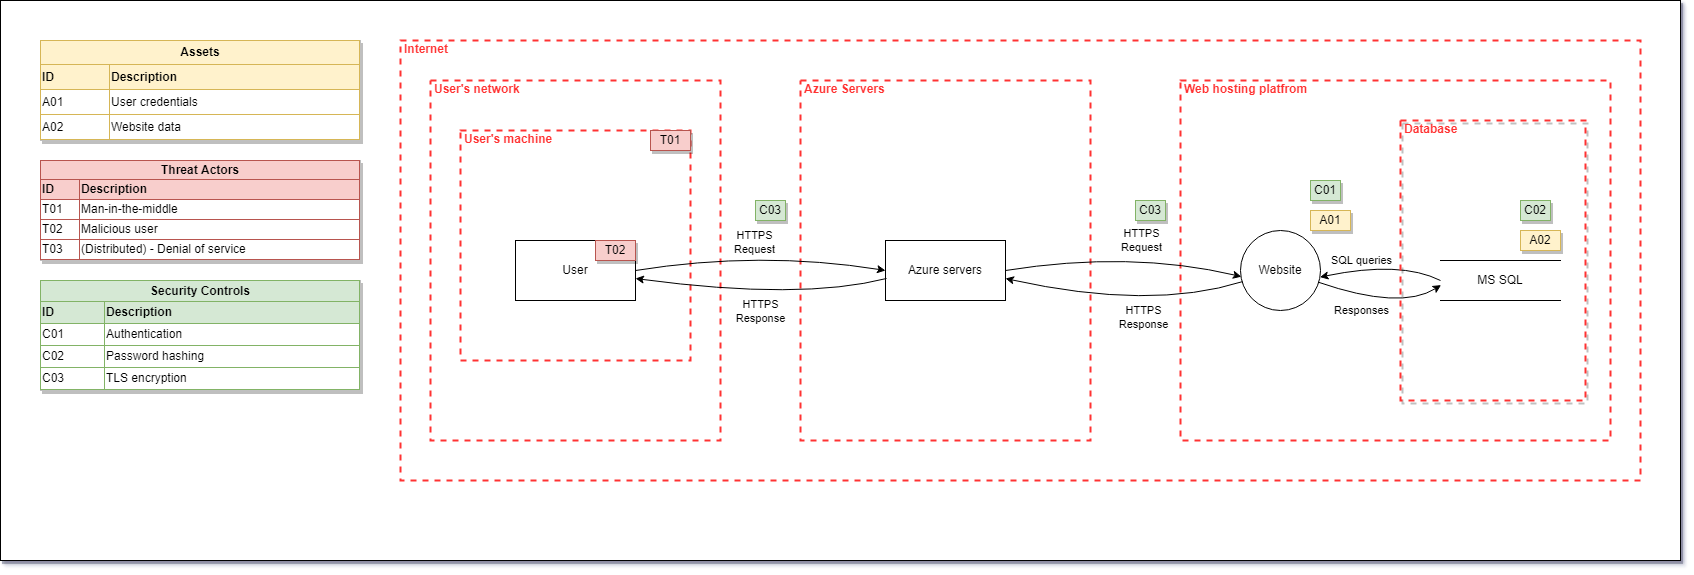 Assets
ID Description
A01 User credentials
A02 Website data
Threat Actors
ID Description
T01 Man-in-the-middle
T02 Malicious user
T03 (Distributed) - Denial of service
Security Controls
ID Description
C01 Authentication
C02 Password hashing
C03 TLS encryption
Internet
User's network
User's machine
T01
T02
User
C03
HTTPS
Request
HTTPS
Response
Azure Servers
Azure servers
C03
HTTPS
Request
HTTPS
Response
Web hosting platfrom
C01
A01
Website
SQL queries
Responses
Database
C02
A02
MS SQL